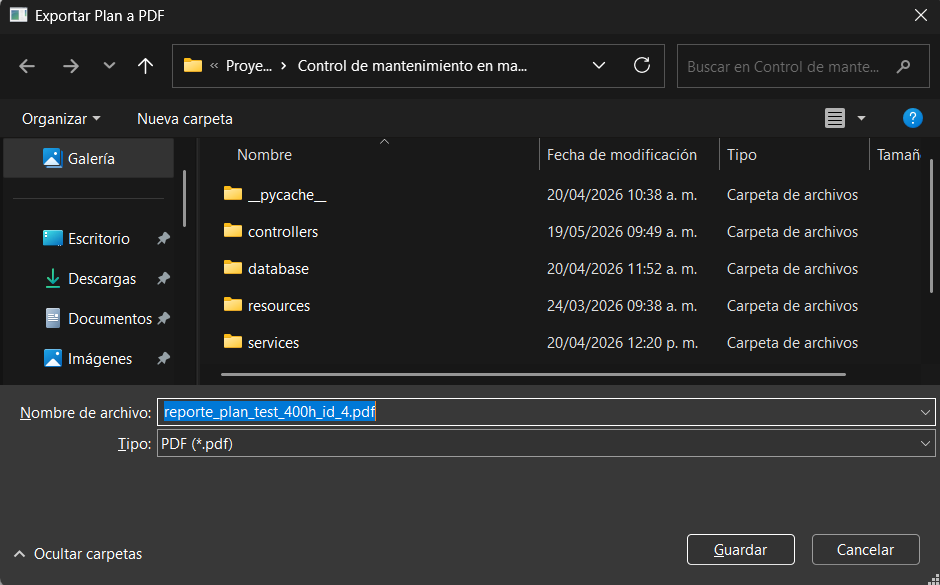 Exportar Plan a PDF
« Proye... › Control de mantenimiento en ma...
Buscar en Control de mante...
Organizar
Nueva carpeta
?
Galería
Escritorio
Descargas
Documentos
Imágenes
Nombre Fecha de modificación Tipo Tamañ
__pycache__ 20/04/2026 10:38 a. m. Carpeta de archivos
controllers 19/05/2026 09:49 a. m. Carpeta de archivos
database 20/04/2026 11:52 a. m. Carpeta de archivos
resources 24/03/2026 09:38 a. m. Carpeta de archivos
services 20/04/2026 12:20 p. m. Carpeta de archivos
Nombre de archivo: reporte_plan_test_400h_id_4.pdf
Tipo: PDF (*.pdf)
Ocultar carpetas
Guardar
Cancelar